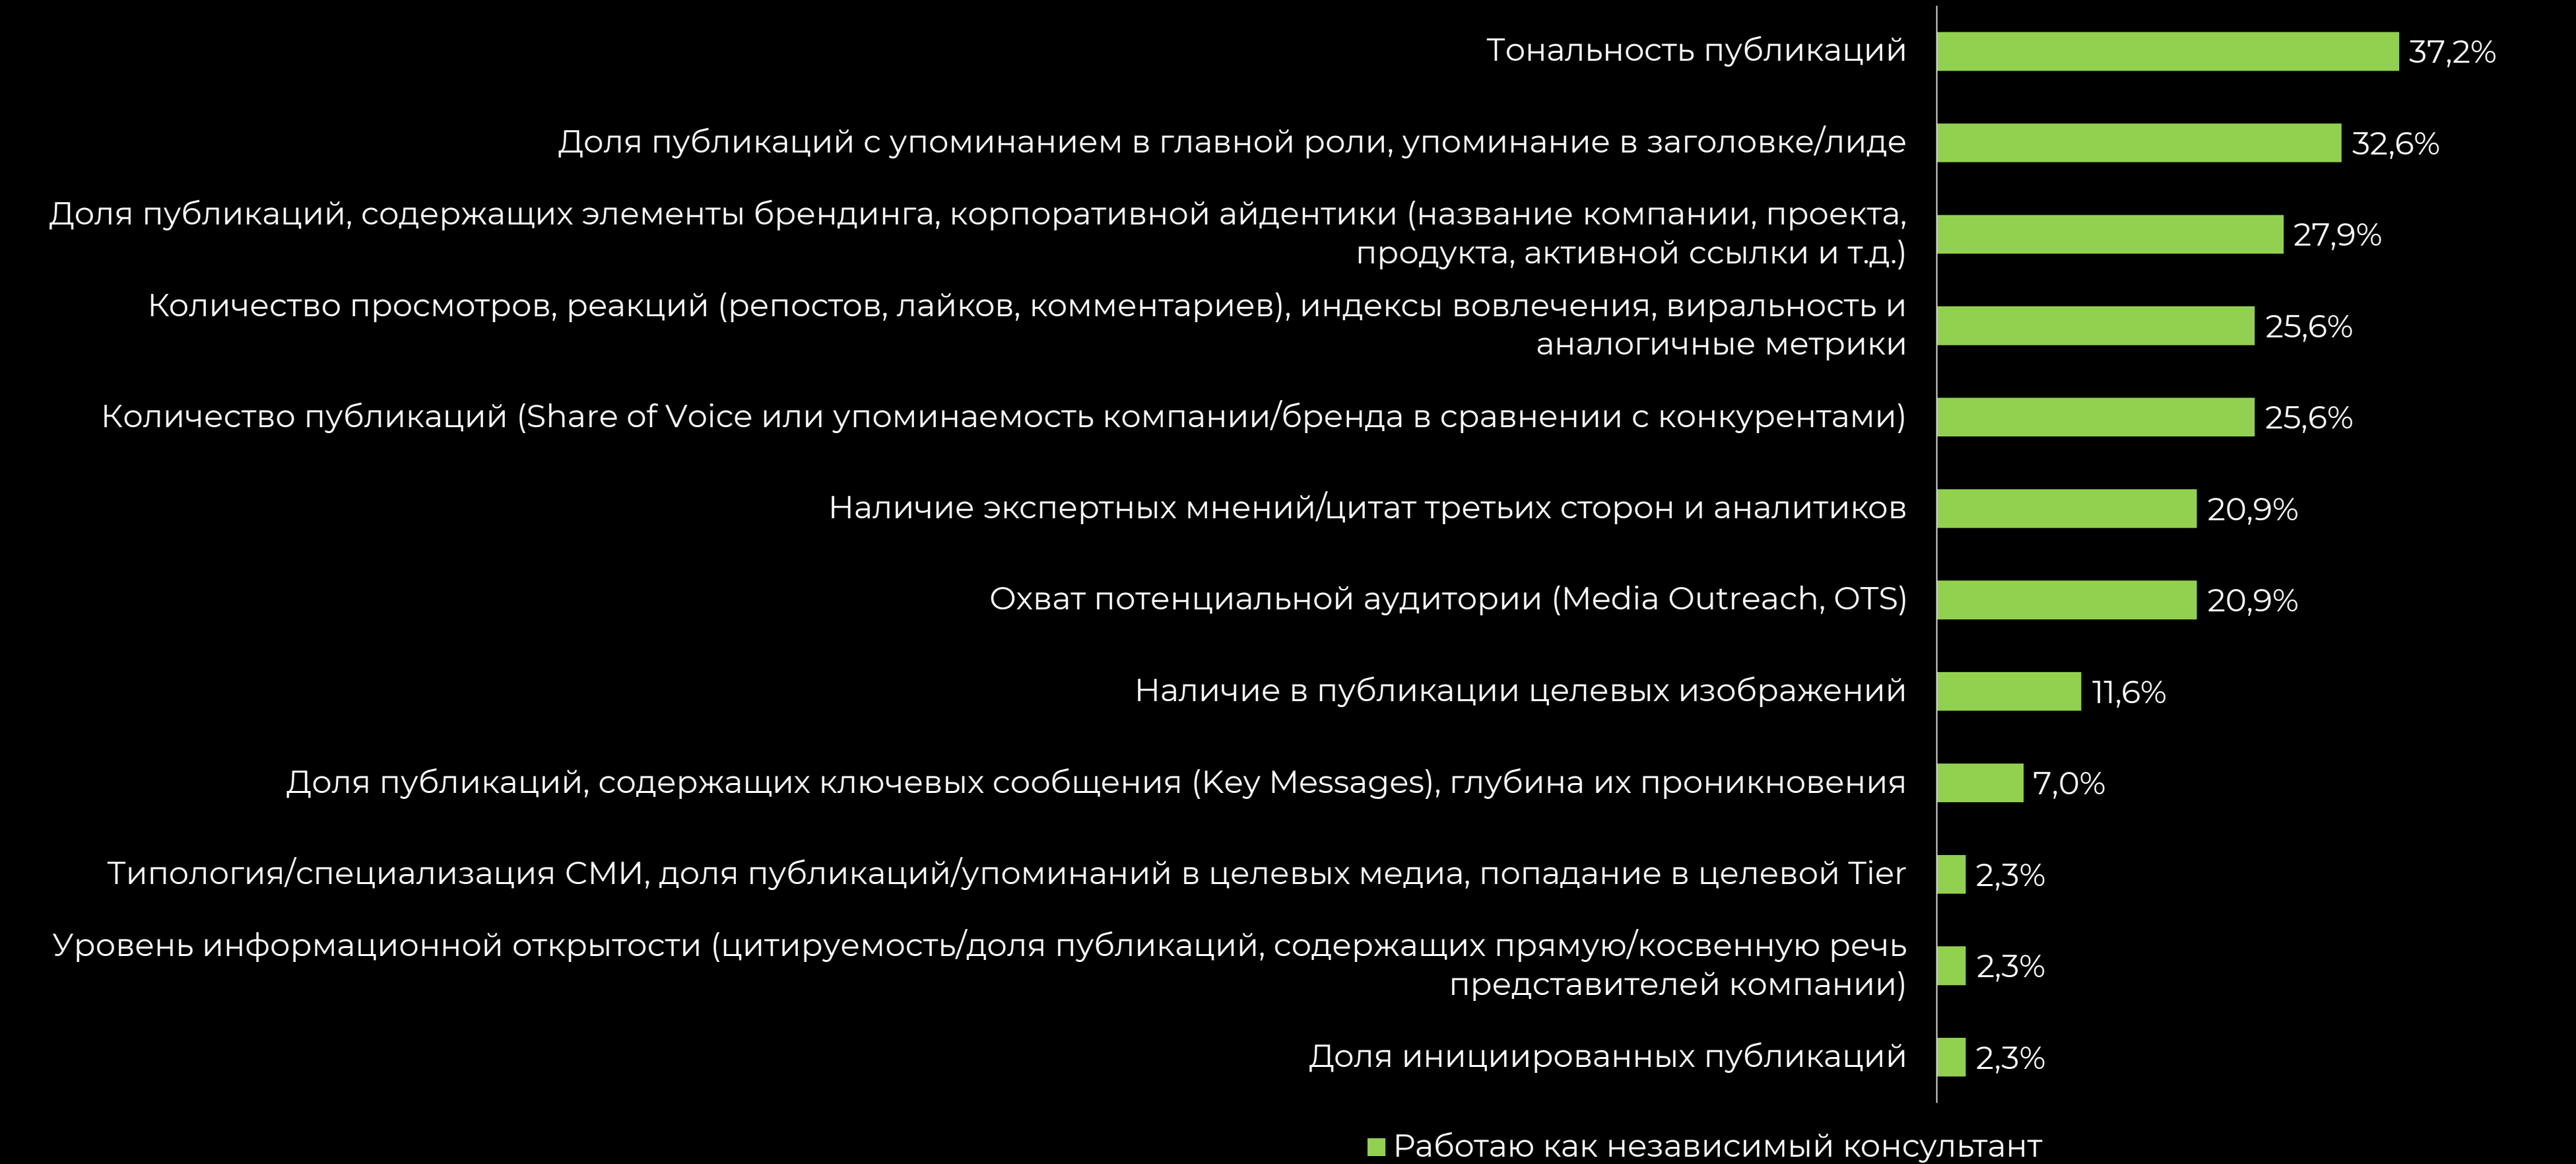 Тональность публикаций 37,2%
Доля публикаций с упоминанием в главной роли, упоминание в заголовке/лиде 32,6%
Доля публикаций, содержащих элементы брендинга, корпоративной айдентики (название компании, проекта,
продукта, активной ссылки и т.д.) 27,9%
Количество просмотров, реакций (репостов, лайков, комментариев), индексы вовлечения, виральность и
аналогичные метрики 25,6%
Количество публикаций (Share of Voice или упоминаемость компании/бренда в сравнении с конкурентами) 25,6%
Наличие экспертных мнений/цитат третьих сторон и аналитиков 20,9%
Охват потенциальной аудитории (Media Outreach, OTS) 20,9%
Наличие в публикации целевых изображений 11,6%
Доля публикаций, содержащих ключевых сообщения (Key Messages), глубина их проникновения 7,0%
Типология/специализация СМИ, доля публикаций/упоминаний в целевых медиа, попадание в целевой Tier 2,3%
Уровень информационной открытости (цитируемость/доля публикаций, содержащих прямую/косвенную речь
представителей компании) 2,3%
Доля инициированных публикаций 2,3%
Работаю как независимый консультант